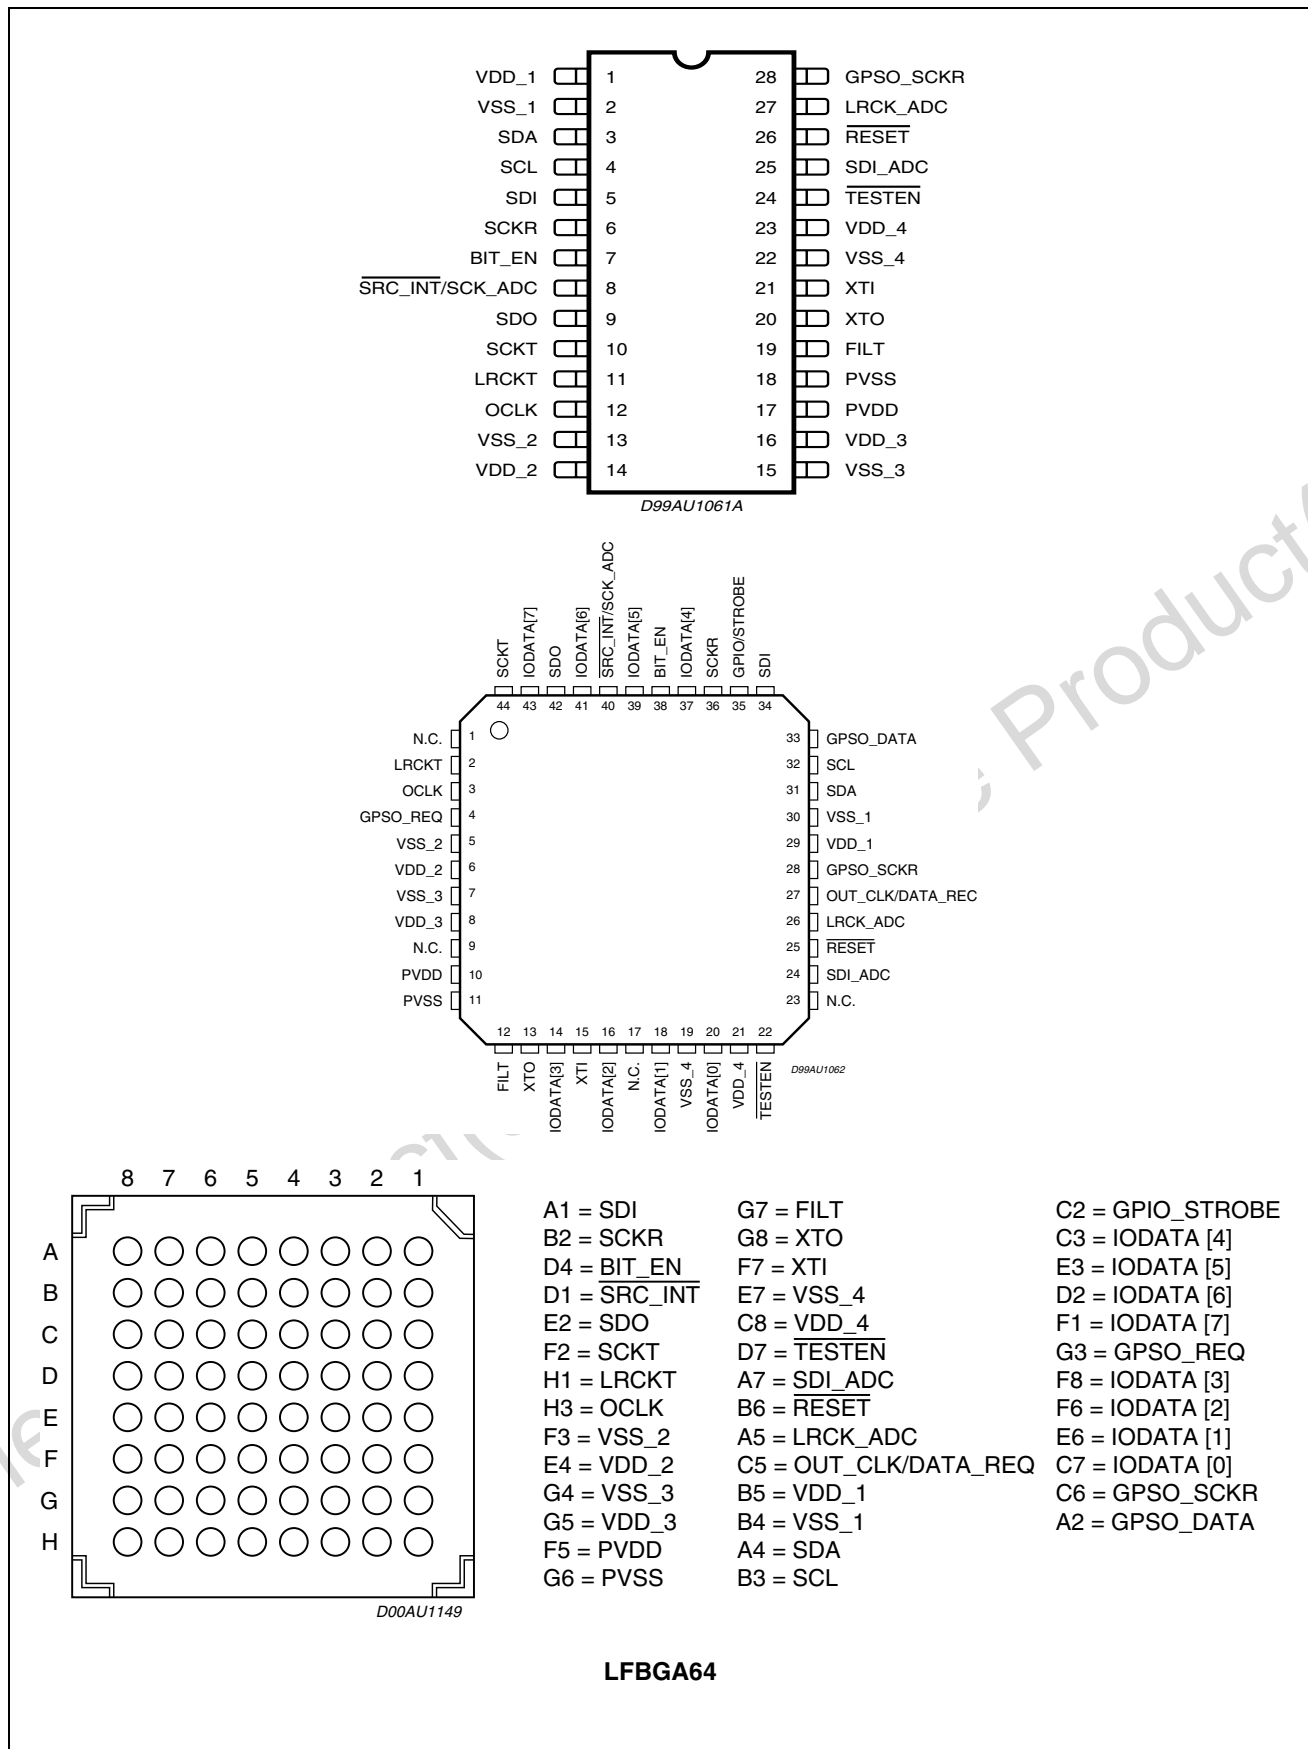 VDD_1 1 28 GPSO_SCKR
VSS_1 2 27 LRCK_ADC
SDA 3 26 RESET
SCL 4 25 SDI_ADC
SDI 5 24 TESTEN
SCKR 6 23 VDD_4
BIT_EN 7 22 VSS_4
SRC_INT/SCK_ADC 8 21 XTI
SDO 9 20 XTO
SCKT 10 19 FILT
LRCKT 11 18 PVSS
OCLK 12 17 PVDD
VSS_2 13 16 VDD_3
VDD_2 14 15 VSS_3
D99AU1061A
SCKT IODATA[7] SDO IODATA[6] SRC_INT/SCK_ADC IODATA[5] BIT_EN IODATA[4] SCKR GPIO/STROBE SDI
44 43 42 41 40 39 38 37 36 35 34
N.C. 1 33 GPSO_DATA
LRCKT 2 32 SCL
OCLK 3 31 SDA
GPSO_REQ 4 30 VSS_1
VSS_2 5 29 VDD_1
VDD_2 6 28 GPSO_SCKR
VSS_3 7 27 OUT_CLK/DATA_REC
VDD_3 8 26 LRCK_ADC
N.C. 9 25 RESET
PVDD 10 24 SDI_ADC
PVSS 11 23 N.C.
12 13 14 15 16 17 18 19 20 21 22
FILT XTO IODATA[3] XTI IODATA[2] N.C. IODATA[1] VSS_4 IODATA[0] VDD_4 TESTEN
D99AU1062
8 7 6 5 4 3 2 1
A
B
C
D
E
F
G
H
D00AU1149
A1 = SDI
B2 = SCKR
D4 = BIT_EN
D1 = SRC_INT
E2 = SDO
F2 = SCKT
H1 = LRCKT
H3 = OCLK
F3 = VSS_2
E4 = VDD_2
G4 = VSS_3
G5 = VDD_3
F5 = PVDD
G6 = PVSS
G7 = FILT
G8 = XTO
F7 = XTI
E7 = VSS_4
C8 = VDD_4
D7 = TESTEN
A7 = SDI_ADC
B6 = RESET
A5 = LRCK_ADC
C5 = OUT_CLK/DATA_REQ
B5 = VDD_1
B4 = VSS_1
A4 = SDA
B3 = SCL
C2 = GPIO_STROBE
C3 = IODATA [4]
E3 = IODATA [5]
D2 = IODATA [6]
F1 = IODATA [7]
G3 = GPSO_REQ
F8 = IODATA [3]
F6 = IODATA [2]
E6 = IODATA [1]
C7 = IODATA [0]
C6 = GPSO_SCKR
A2 = GPSO_DATA
LFBGA64